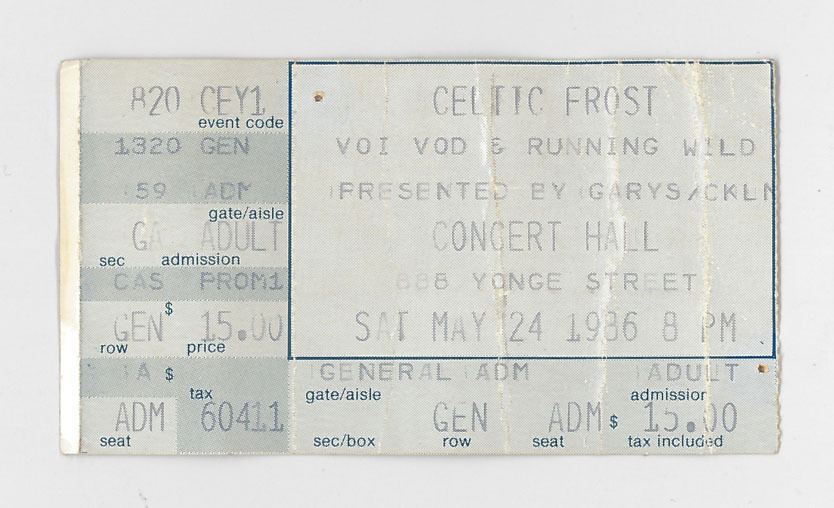 820 CEY1
event code
1320 GEN
59 ADM
gate/aisle
GA ADULT
sec admission
CAS PROM1
$
GEN 15.00
row price
A $
tax
ADM 60411
seat
CELTIC FROST
VOI VOD & RUNNING WILD
PRESENTED BY GARYS/CKLN
CONCERT HALL
888 YONGE STREET
SAT MAY 24 1986 8 PM
GENERAL ADM ADULT
gate/aisle admission
GEN ADM $ 15.00
sec/box row seat tax included